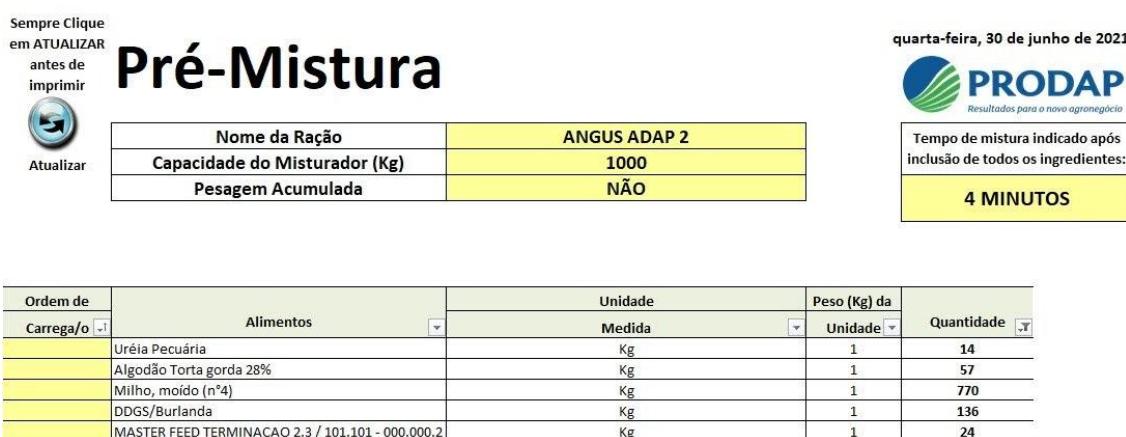 Sempre Clique
em ATUALIZAR
antes de
imprimir
Atualizar
Pré-Mistura
quarta-feira, 30 de junho de 2021
PRODAP
Resultados para o novo agronegócio
Nome da Ração ANGUS ADAP 2
Capacidade do Misturador (Kg) 1000
Pesagem Acumulada NÃO
Tempo de mistura indicado após
inclusão de todos os ingredientes:
4 MINUTOS
Ordem de Unidade Peso (Kg) da
Carrega/o Alimentos Medida Unidade Quantidade
Uréia Pecuária Kg 1 14
Algodão Torta gorda 28% Kg 1 57
Milho, moído (n°4) Kg 1 770
DDGS/Burlanda Kg 1 136
MASTER FEED TERMINACAO 2.3 / 101.101 - 000.000.2 Kg 1 24